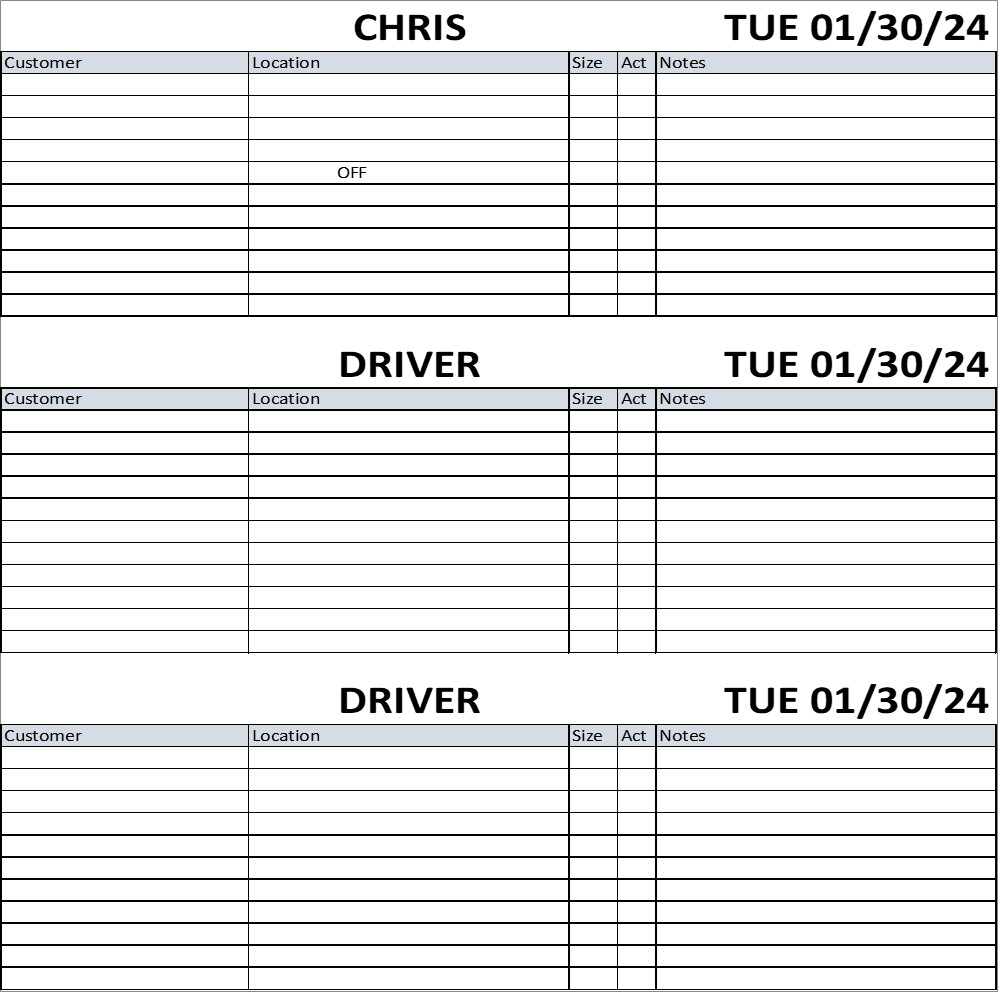 CHRIS TUE 01/30/24
Customer Location Size Act Notes
OFF
DRIVER TUE 01/30/24
Customer Location Size Act Notes
DRIVER TUE 01/30/24
Customer Location Size Act Notes